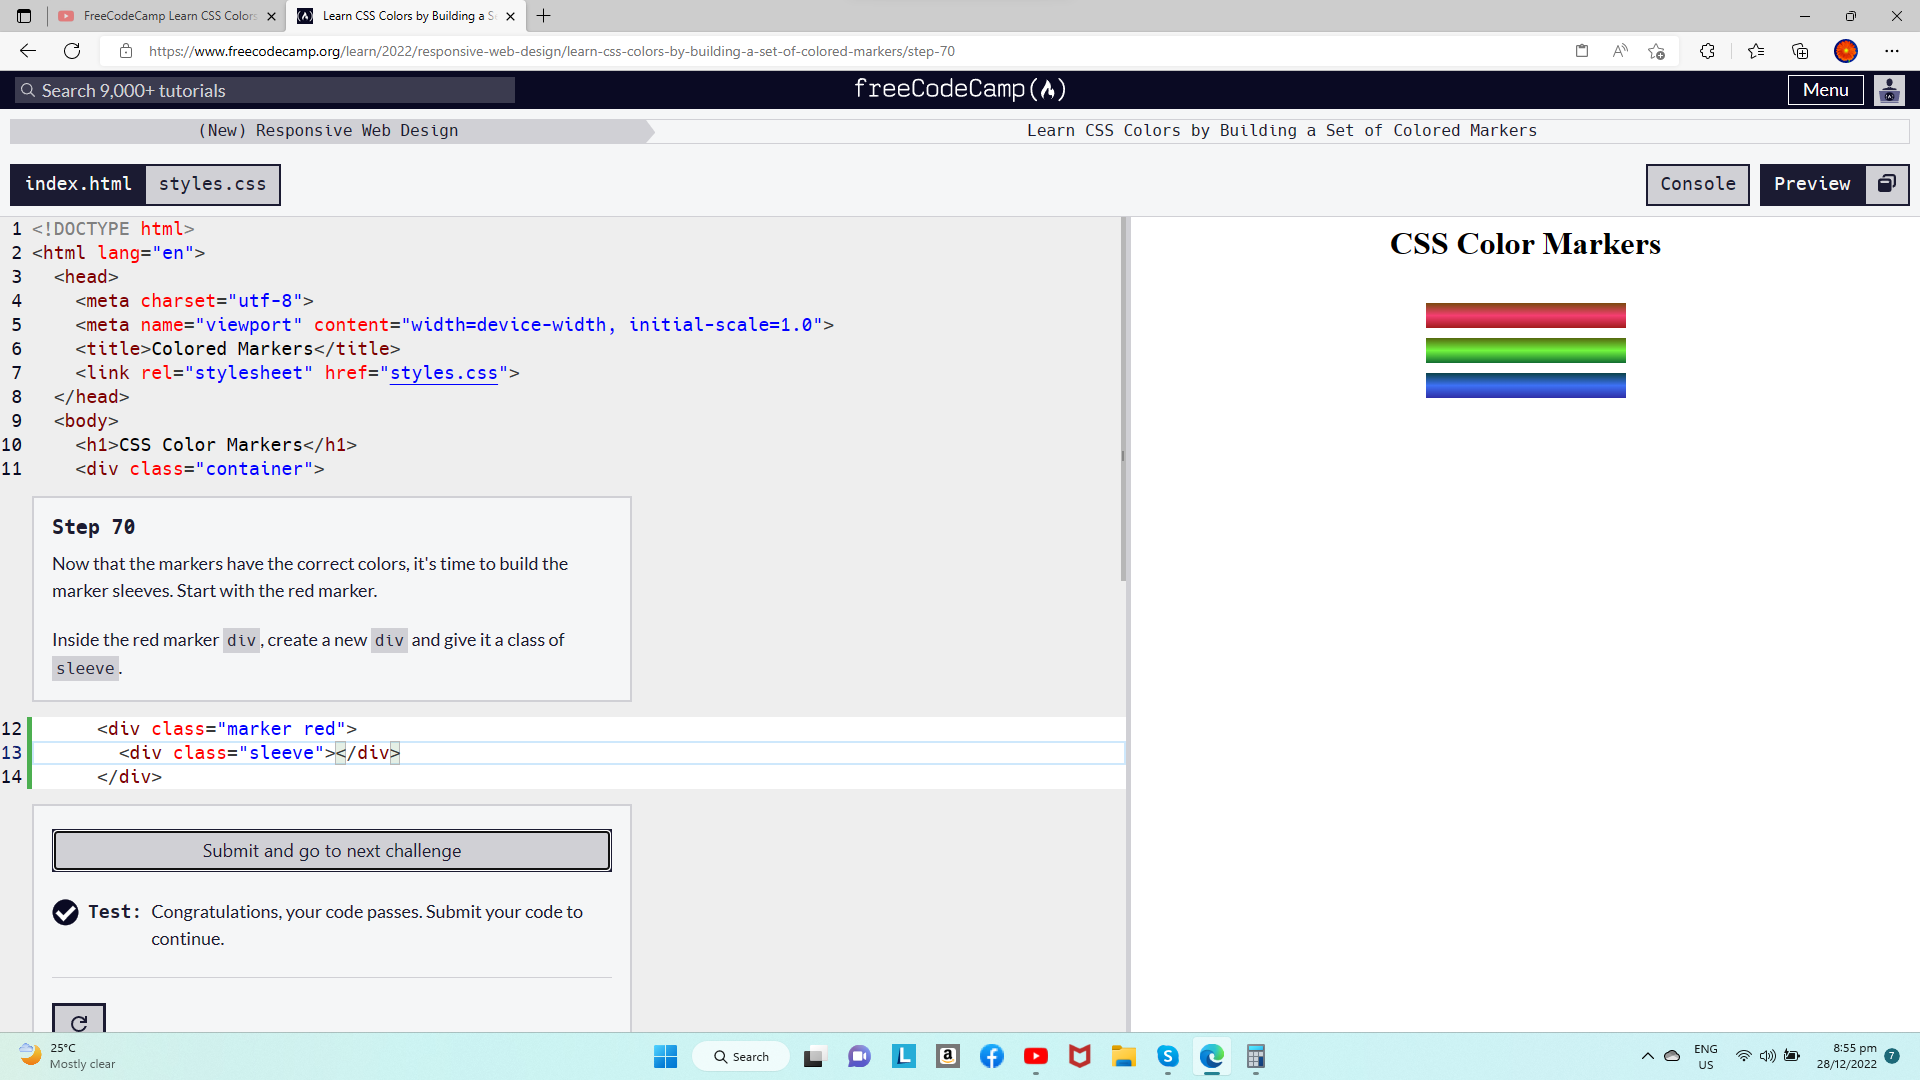 FreeCodeCamp Learn CSS Colors
Learn CSS Colors by Building a Se
https://www.freecodecamp.org/learn/2022/responsive-web-design/learn-css-colors-by-building-a-set-of-colored-markers/step-70
Search 9,000+ tutorials
freeCodeCamp
Menu
(New) Responsive Web Design
Learn CSS Colors by Building a Set of Colored Markers
index.html
styles.css
Console
Preview
1 <!DOCTYPE html>
2 <html lang="en">
3 <head>
4 <meta charset="utf-8">
5 <meta name="viewport" content="width=device-width, initial-scale=1.0">
6 <title>Colored Markers</title>
7 <link rel="stylesheet" href="styles.css">
8 </head>
9 <body>
10 <h1>CSS Color Markers</h1>
11 <div class="container">
Step 70
Now that the markers have the correct colors, it's time to build the
marker sleeves. Start with the red marker.
Inside the red marker div, create a new div and give it a class of
sleeve.
12 <div class="marker red">
13 <div class="sleeve"></div>
14 </div>
Submit and go to next challenge
Test: Congratulations, your code passes. Submit your code to
continue.
CSS Color Markers
25°C
Mostly clear
Search
ENG
US
8:55 pm
28/12/2022
7